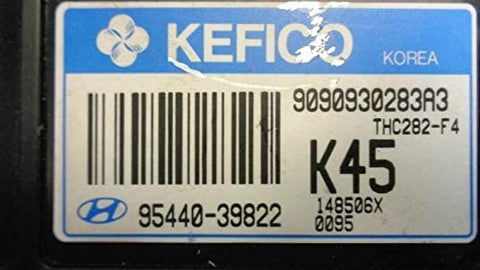 KEFICO KOREA
9090930283A3
THC282-F4
K45
95440-39822
148506X
0095